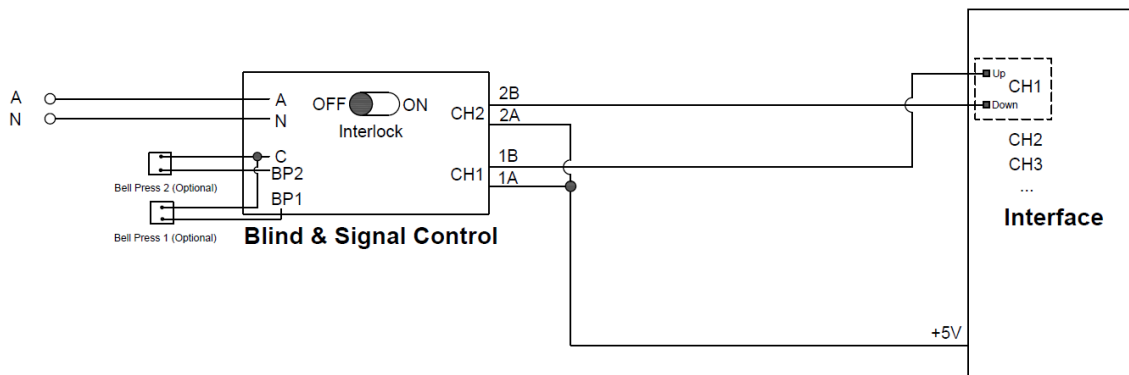 A
N
A
N
OFF
ON
Interlock
CH2
2B
2A
C
BP2
BP1
CH1
1B
1A
Bell Press 2 (Optional)
Bell Press 1 (Optional)
Blind & Signal Control
Up
CH1
Down
CH2
CH3
...
Interface
+5V